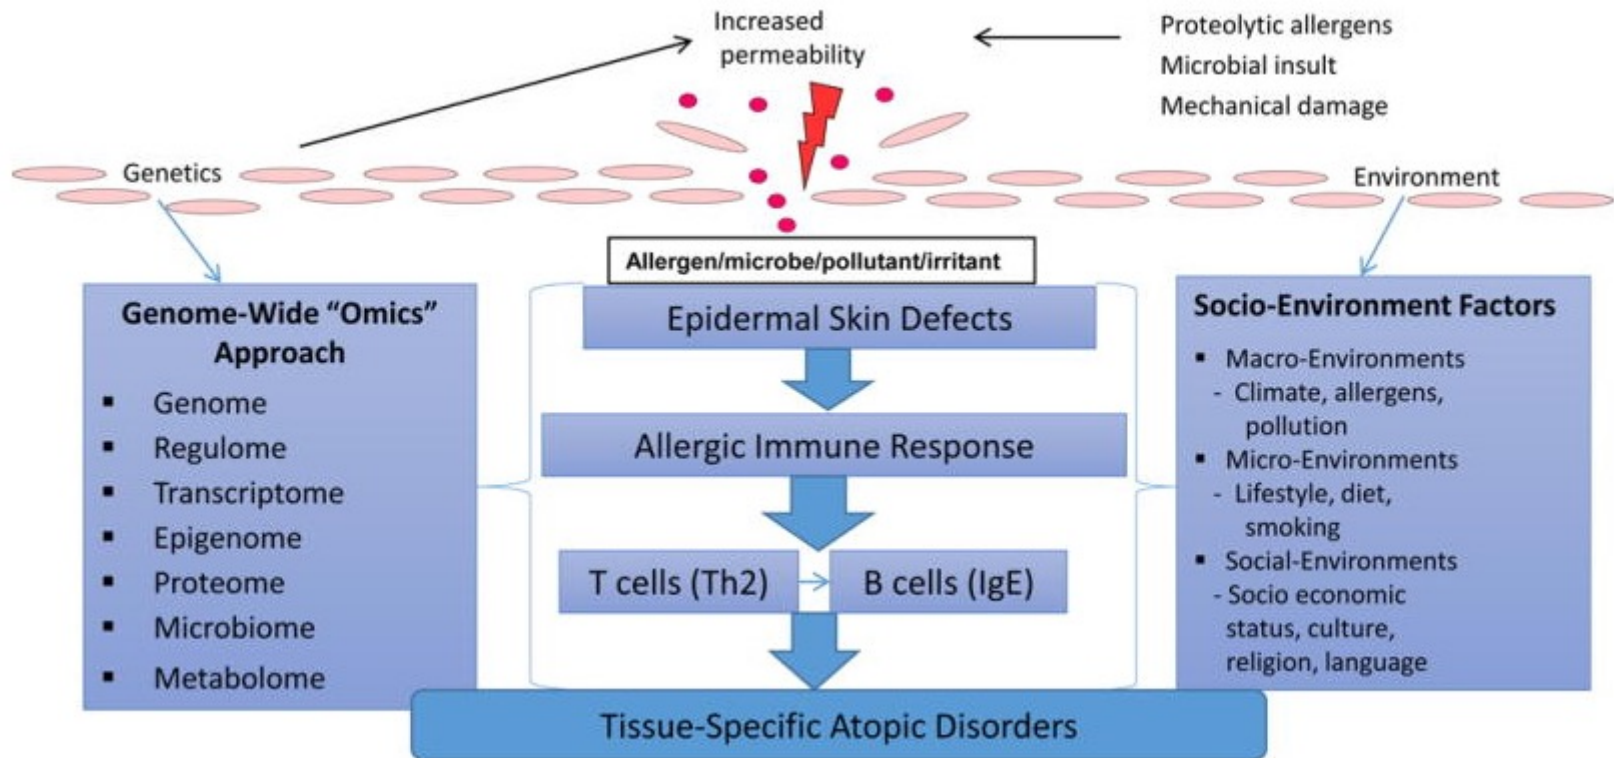 Increased
permeability
Proteolytic allergens
Microbial insult
Mechanical damage
Genetics
Environment
Allergen/microbe/pollutant/irritant
Genome-Wide “Omics”
Approach
▪ Genome
▪ Regulome
▪ Transcriptome
▪ Epigenome
▪ Proteome
▪ Microbiome
▪ Metabolome
Epidermal Skin Defects
Allergic Immune Response
T cells (Th2)
B cells (IgE)
Socio-Environment Factors
▪ Macro-Environments
- Climate, allergens,
pollution
▪ Micro-Environments
- Lifestyle, diet,
smoking
▪ Social-Environments
- Socio economic
status, culture,
religion, language
Tissue-Specific Atopic Disorders